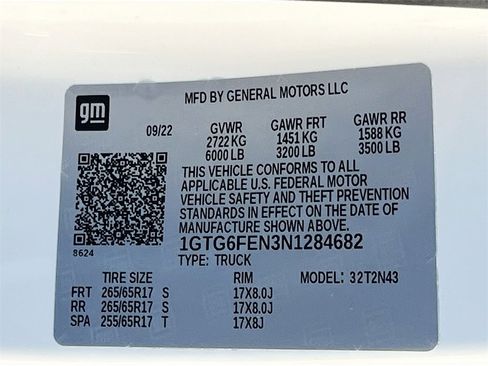 gm
MFD BY GENERAL MOTORS LLC
09/22 GVWR GAWR FRT GAWR RR
2722 KG 1451 KG 1588 KG
6000 LB 3200 LB 3500 LB
THIS VEHICLE CONFORMS TO ALL
APPLICABLE U.S. FEDERAL MOTOR
VEHICLE SAFETY AND THEFT PREVENTION
STANDARDS IN EFFECT ON THE DATE OF
MANUFACTURE SHOWN ABOVE.
1GTG6FEN3N1284682
8624
TYPE: TRUCK
TIRE SIZE RIM MODEL: 32T2N43
FRT 265/65R17 S 17X8.0J
RR 265/65R17 S 17X8.0J
SPA 255/65R17 T 17X8J